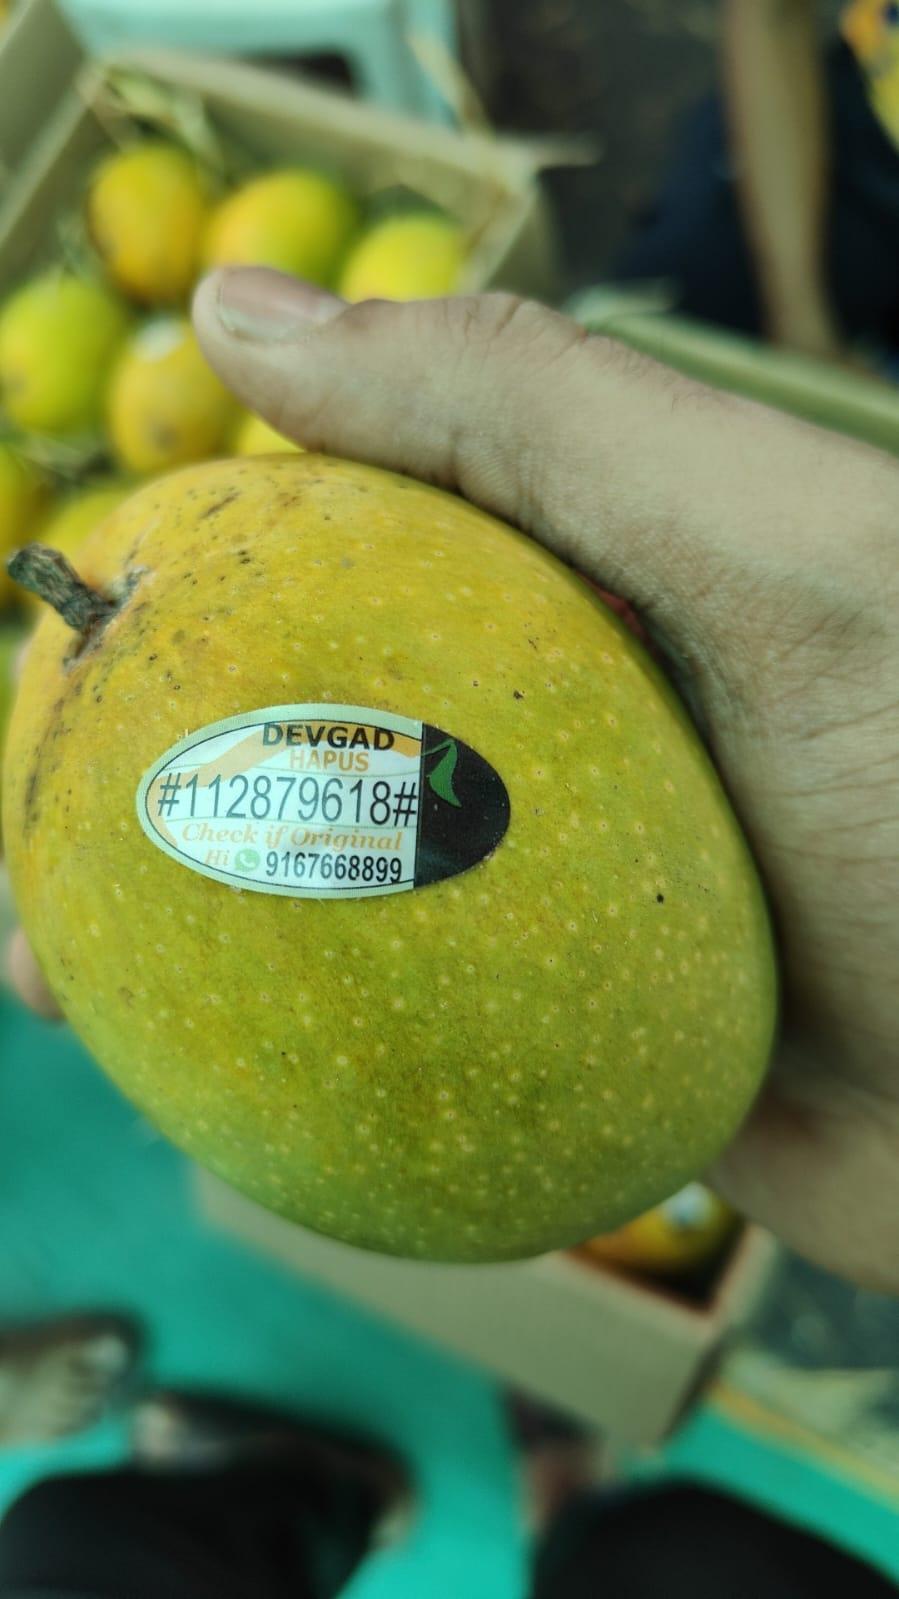 DEVGAD
HAPUS
#112879618#
Check if Original
Hi 9167668899